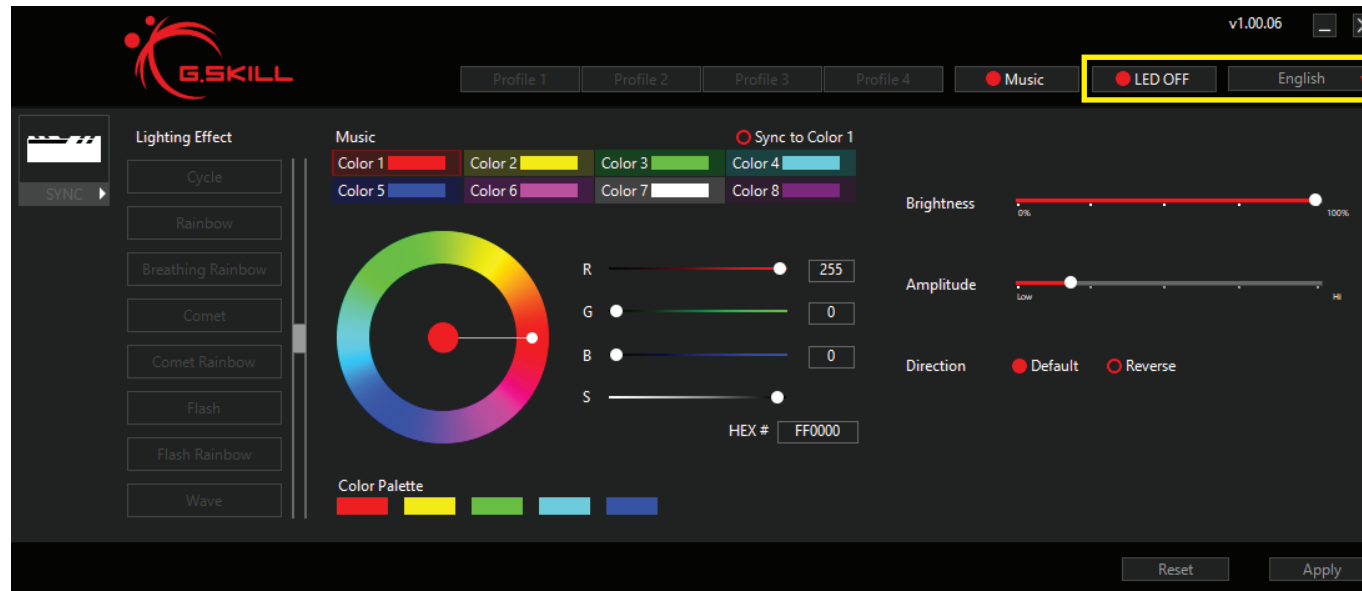 v1.00.06
G.SKILL
Profile 1 Profile 2 Profile 3 Profile 4 Music LED OFF English
SYNC
Lighting Effect
Cycle
Rainbow
Breathing Rainbow
Comet
Comet Rainbow
Flash
Flash Rainbow
Wave
Music Sync to Color 1
Color 1 Color 2 Color 3 Color 4
Color 5 Color 6 Color 7 Color 8
R 255
G 0
B 0
S
HEX # FF0000
Color Palette
Brightness
0% 100%
Amplitude
Low HI
Direction Default Reverse
Reset Apply